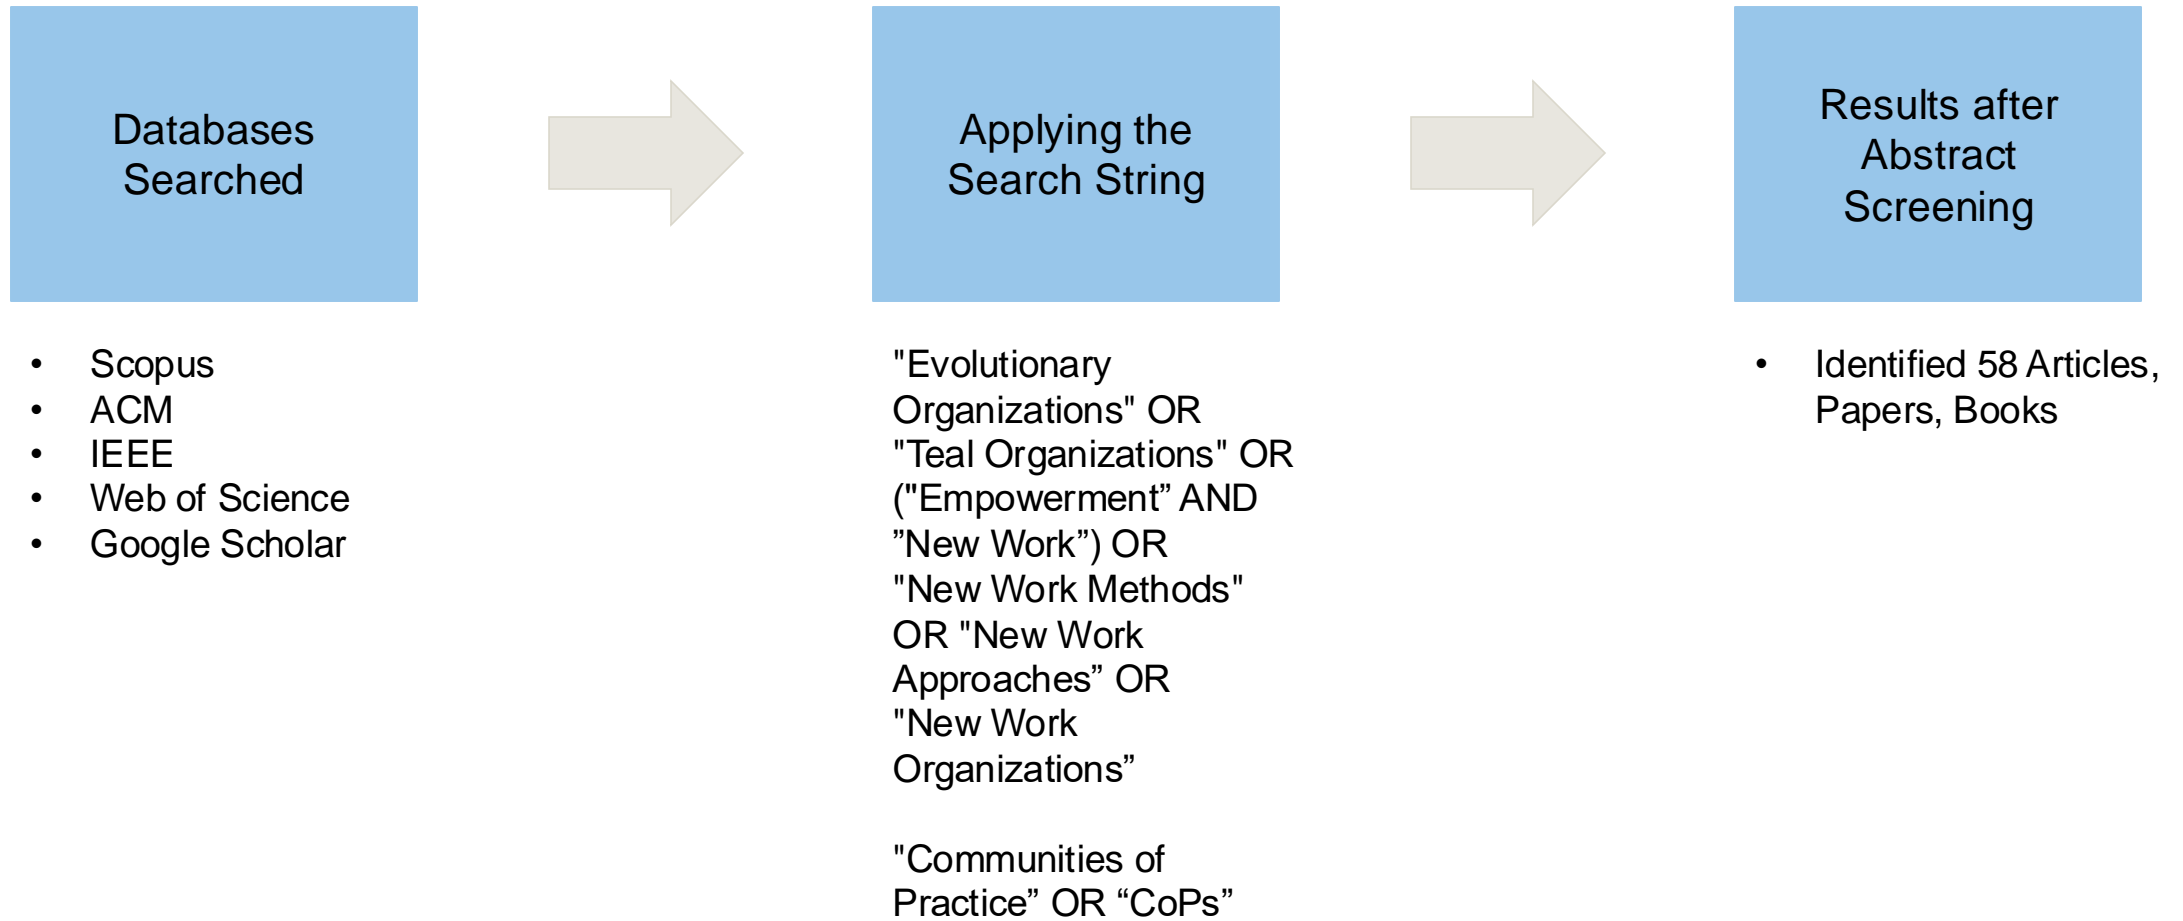 Databases
Searched
Applying the
Search String
Results after
Abstract
Screening
• Scopus
• ACM
• IEEE
• Web of Science
• Google Scholar
"Evolutionary
Organizations" OR
"Teal Organizations" OR
("Empowerment” AND
”New Work”) OR
"New Work Methods"
OR "New Work
Approaches” OR
"New Work
Organizations”
"Communities of
Practice” OR “CoPs”
• Identified 58 Articles,
Papers, Books